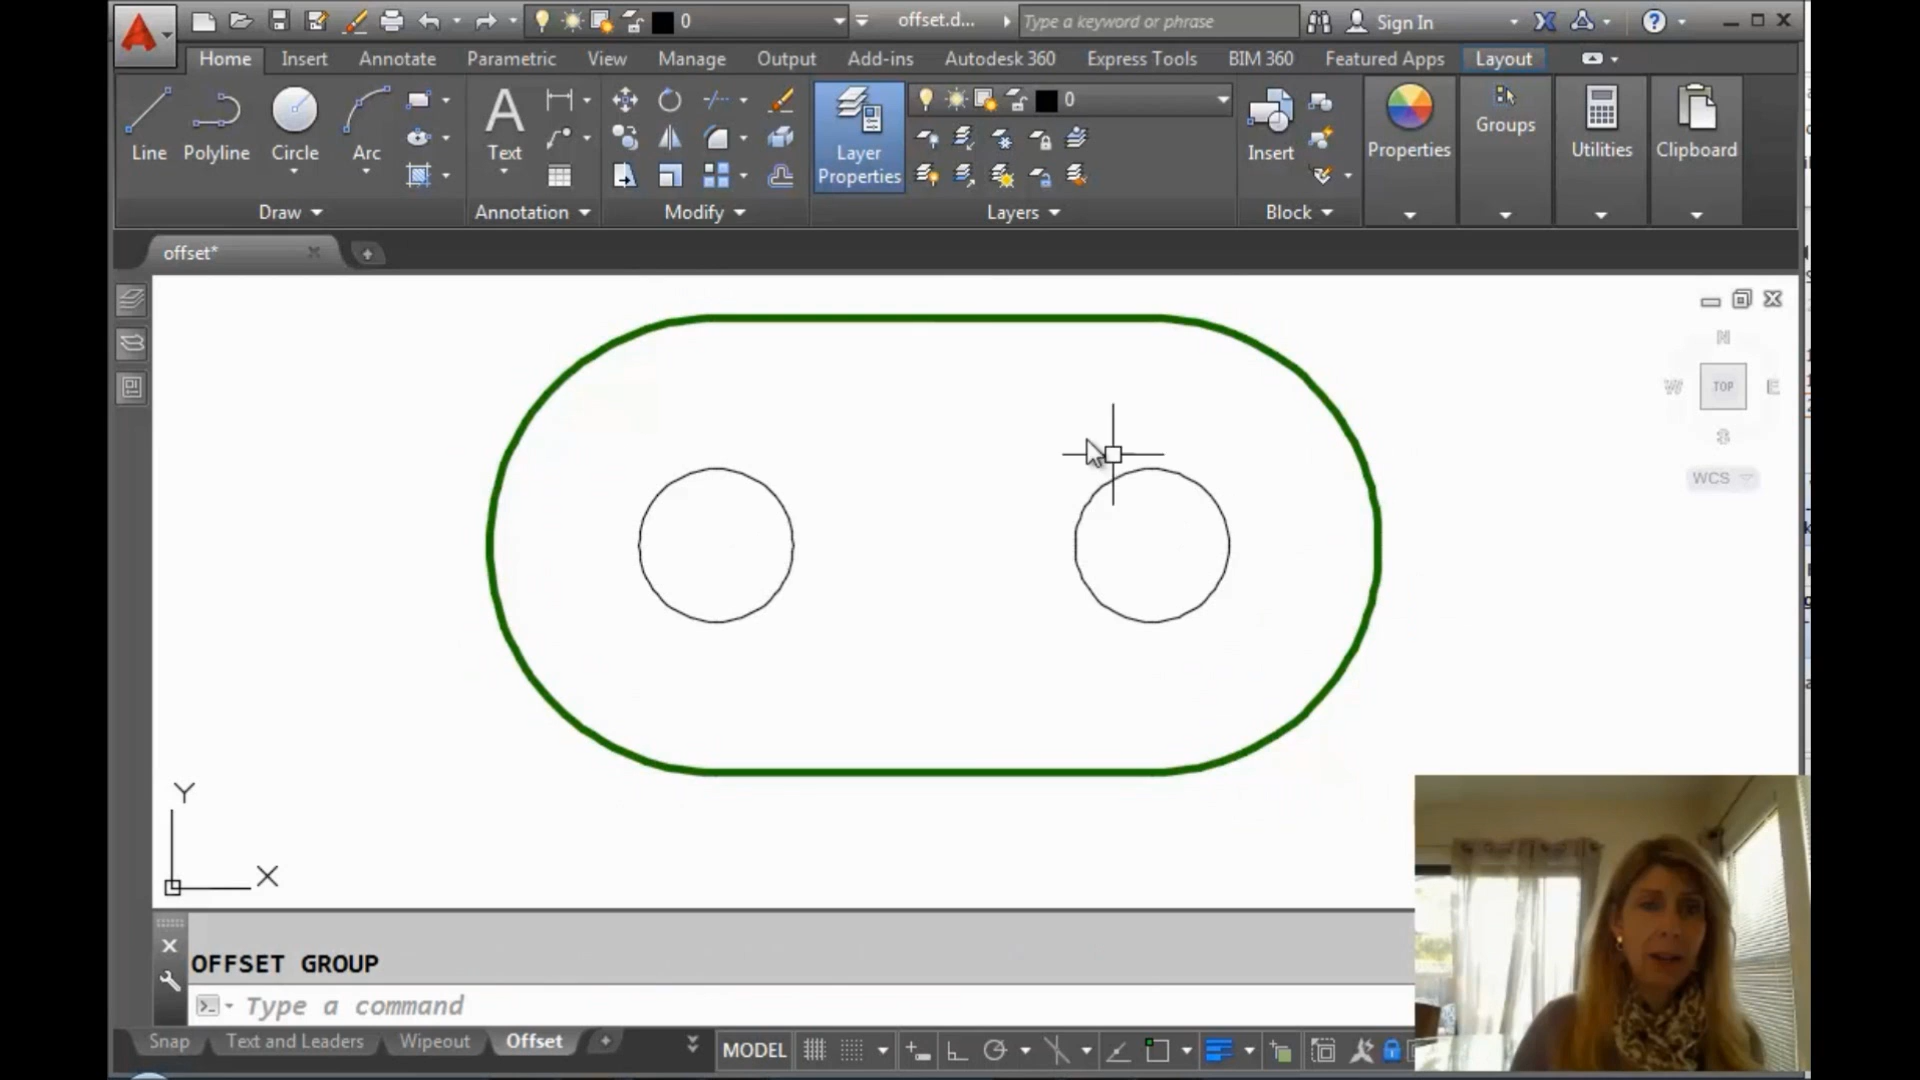 0
offset.d...
Type a keyword or phrase
Sign In
Home Insert Annotate Parametric View Manage Output Add-ins Autodesk 360 Express Tools BIM 360 Featured Apps Layout
0
Line Polyline Circle Arc
Text
Layer
Properties
Insert
Properties
Groups
Utilities
Clipboard
Draw
Annotation
Modify
Layers
Block
offset*
N
W TOP E
S
WCS
Y
X
OFFSET GROUP
Type a command
Snap Text and Leaders Wipeout Offset
MODEL